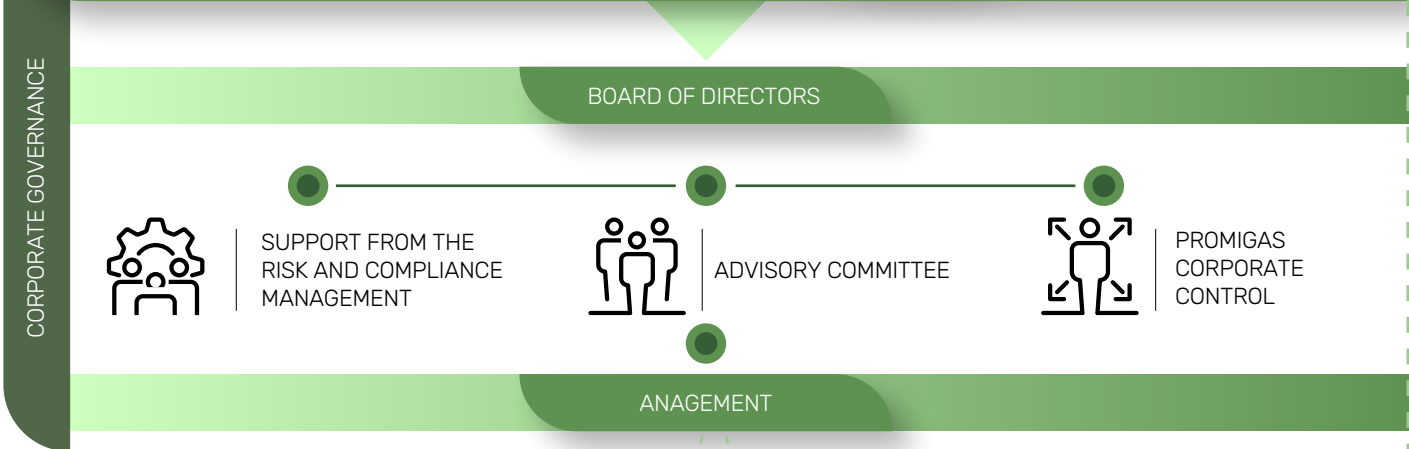 CORPORATE GOVERNANCE
BOARD OF DIRECTORS
SUPPORT FROM THE
RISK AND COMPLIANCE
MANAGEMENT
ADVISORY COMMITTEE
PROMIGAS
CORPORATE
CONTROL
ANAGEMENT